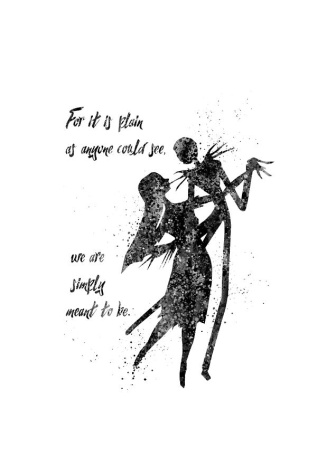 For it is plain
as anyone could see,
we are
simply
meant to be.